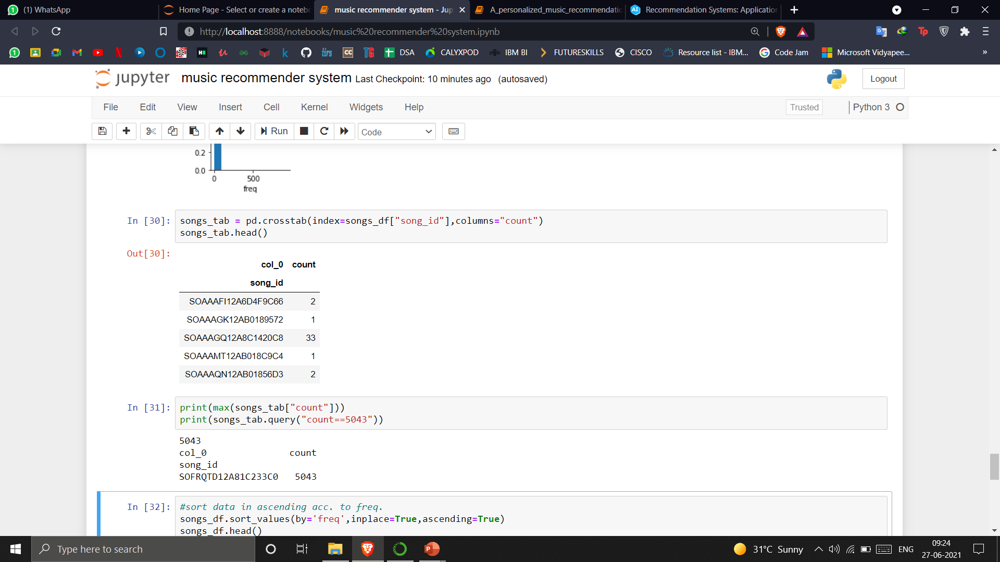 (1) WhatsApp
Home Page - Select or create a noteb
music recommender system - Jup
A_personalized_music_recommendatic
Recommendation Systems: Application
http://localhost:8888/notebooks/music%20recommender%20system.ipynb
DSA
CALYXPOD
IBM BI
FUTURESKILLS
CISCO
Resource list - IBM...
Code Jam
Microsoft Vidyapee...
»
jupyter
music recommender system Last Checkpoint: 10 minutes ago (autosaved)
Logout
File
Edit
View
Insert
Cell
Kernel
Widgets
Help
Trusted
Python 3
Run
Code
0.2
0.0
0
500
freq
In [30]:
songs_tab = pd.crosstab(index=songs_df["song_id"],columns="count")
songs_tab.head()
Out[30]:
col_0 count
song_id
SOAAAFI12A6D4F9C66 2
SOAAAGK12AB0189572 1
SOAAAGQ12A8C1420C8 33
SOAAAMT12AB018C9C4 1
SOAAAQN12AB01856D3 2
In [31]:
print(max(songs_tab["count"]))
print(songs_tab.query("count==5043"))
5043
col_0 count
song_id
SOFRQTD12A81C233C0 5043
In [32]:
#sort data in ascending acc. to freq.
songs_df.sort_values(by='freq',inplace=True,ascending=True)
songs_df.head()
Type here to search
31°C Sunny
ENG
09:24
27-06-2021